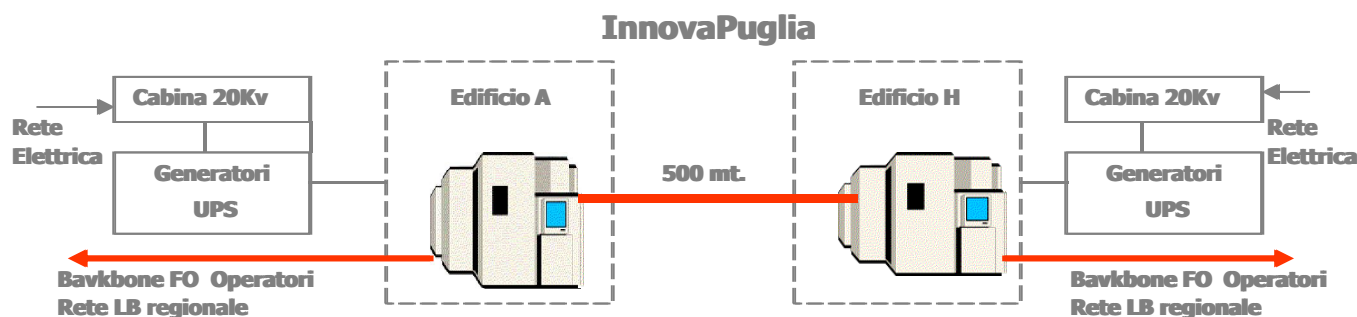 InnovaPuglia
Cabina 20Kv
Rete
Elettrica
Generatori
UPS
Edificio A
500 mt.
Edificio H
Cabina 20Kv
Rete
Elettrica
Generatori
UPS
Bavkbone FO Operatori
Rete LB regionale
Bavkbone FO Operatori
Rete LB regionale